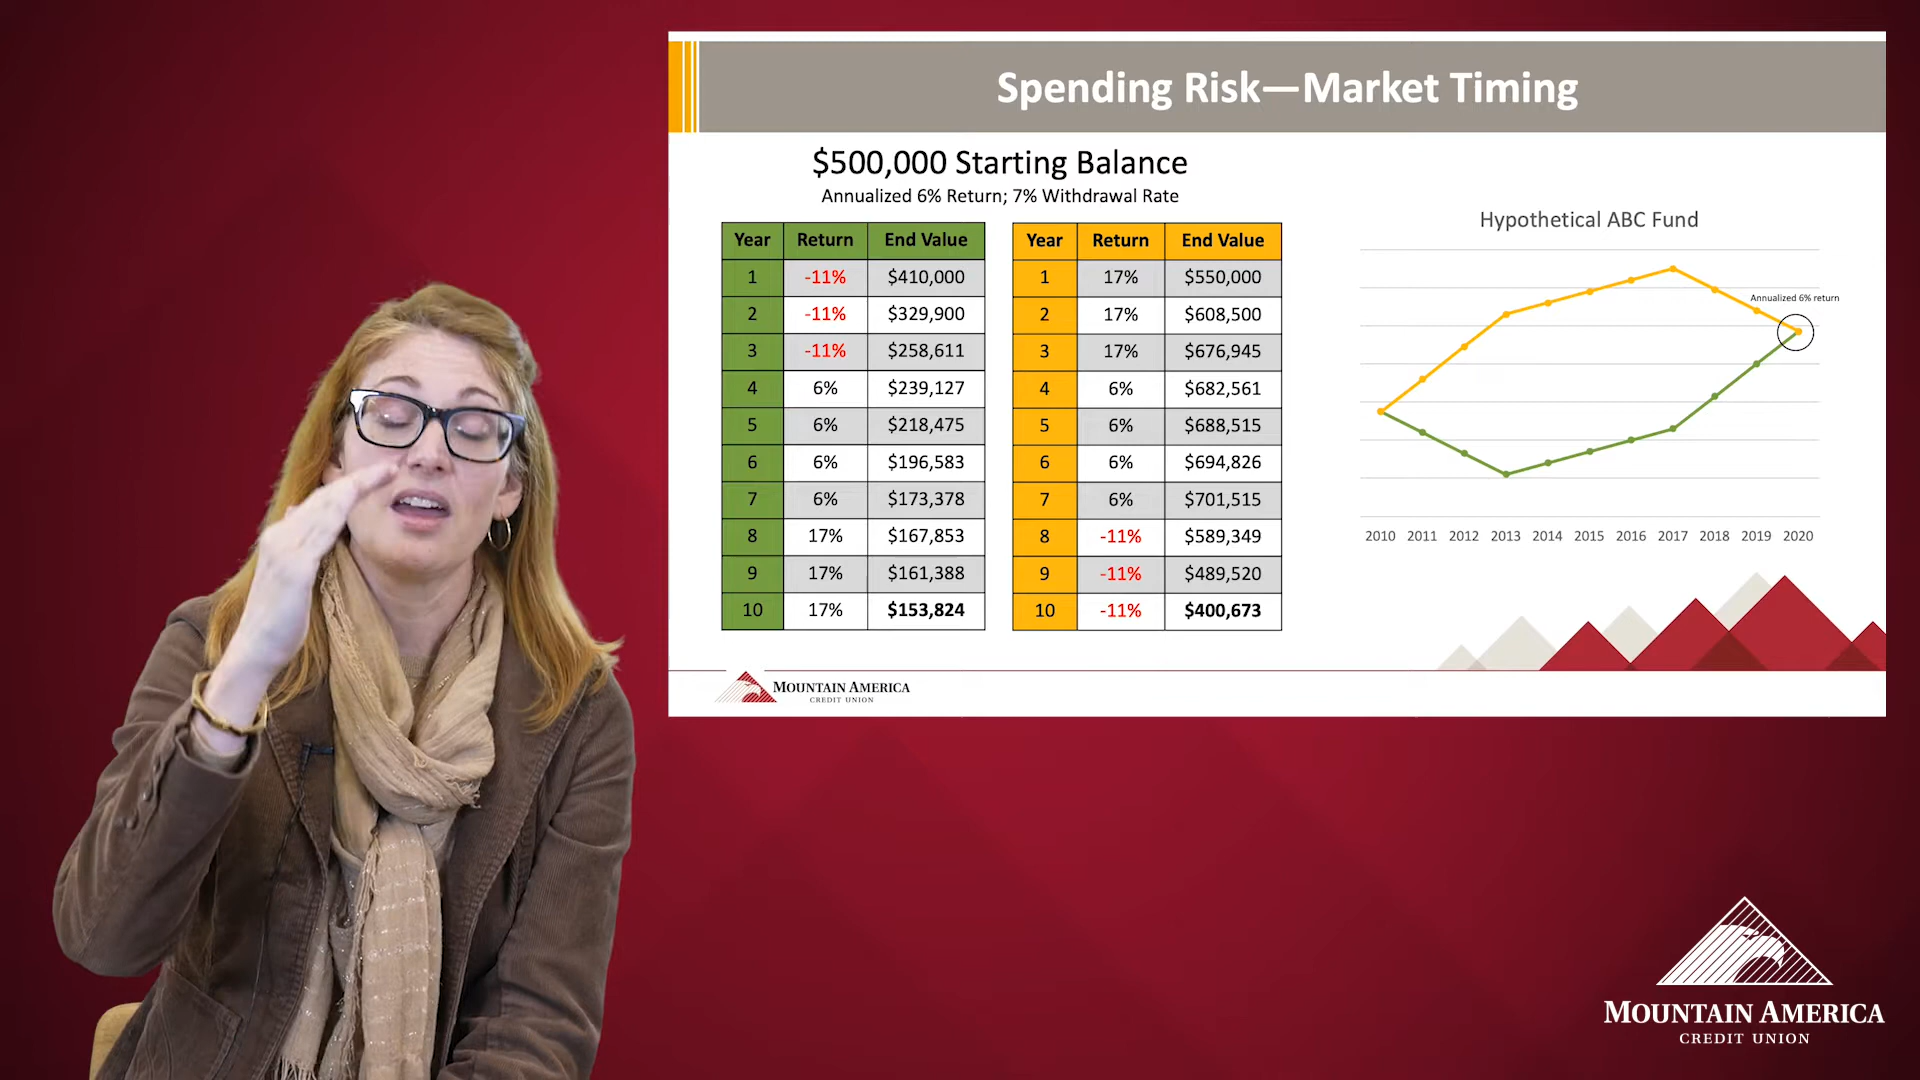 Spending Risk—Market Timing
$500,000 Starting Balance
Annualized 6% Return; 7% Withdrawal Rate
Year Return End Value
1 -11% $410,000
2 -11% $329,900
3 -11% $258,611
4 6% $239,127
5 6% $218,475
6 6% $196,583
7 6% $173,378
8 17% $167,853
9 17% $161,388
10 17% $153,824
Year Return End Value
1 17% $550,000
2 17% $608,500
3 17% $676,945
4 6% $682,561
5 6% $688,515
6 6% $694,826
7 6% $701,515
8 -11% $589,349
9 -11% $489,520
10 -11% $400,673
Hypothetical ABC Fund
Annualized 6% return
2010 2011 2012 2013 2014 2015 2016 2017 2018 2019 2020
MOUNTAIN AMERICA
CREDIT UNION
MOUNTAIN AMERICA
CREDIT UNION